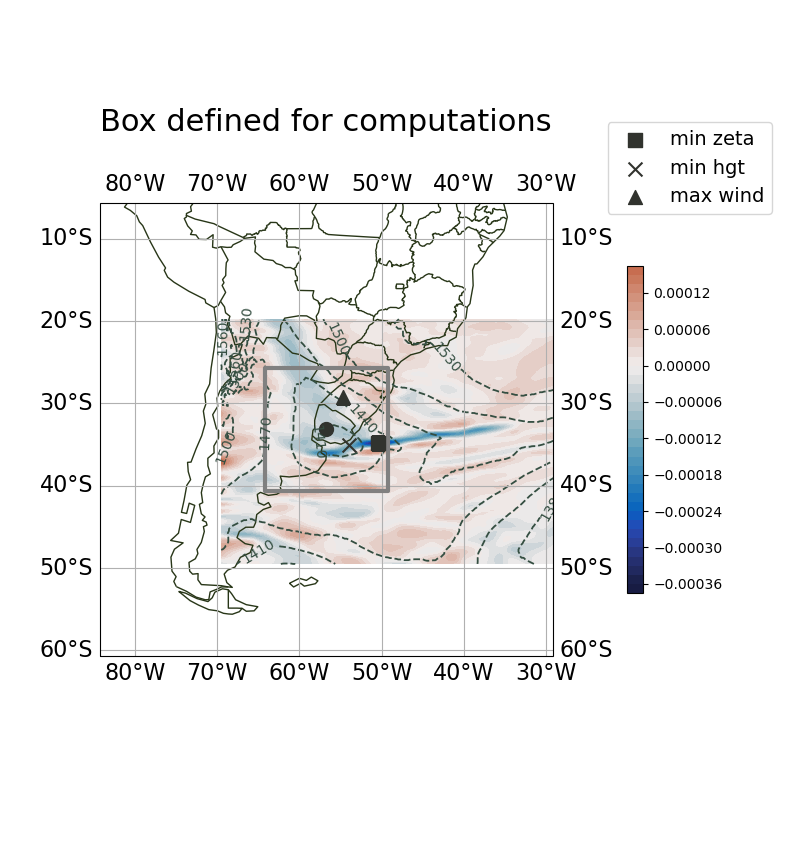 Box defined for computations
min zeta
min hgt
max wind
80°W 70°W 60°W 50°W 40°W 30°W
10°S 10°S
20°S 20°S
30°S 30°S
40°S 40°S
50°S 50°S
60°S 60°S
80°W 70°W 60°W 50°W 40°W 30°W
1560
1530
1500
1530
1440
1470
1500
1410
0.00012
0.00006
0.00000
−0.00006
−0.00012
−0.00018
−0.00024
−0.00030
−0.00036